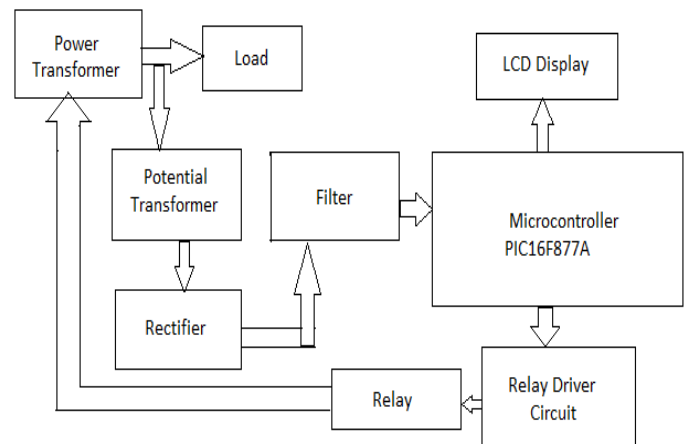 Power
Transformer
Load
LCD Display
Potential
Transformer
Filter
Microcontroller
PIC16F877A
Rectifier
Relay
Relay Driver
Circuit